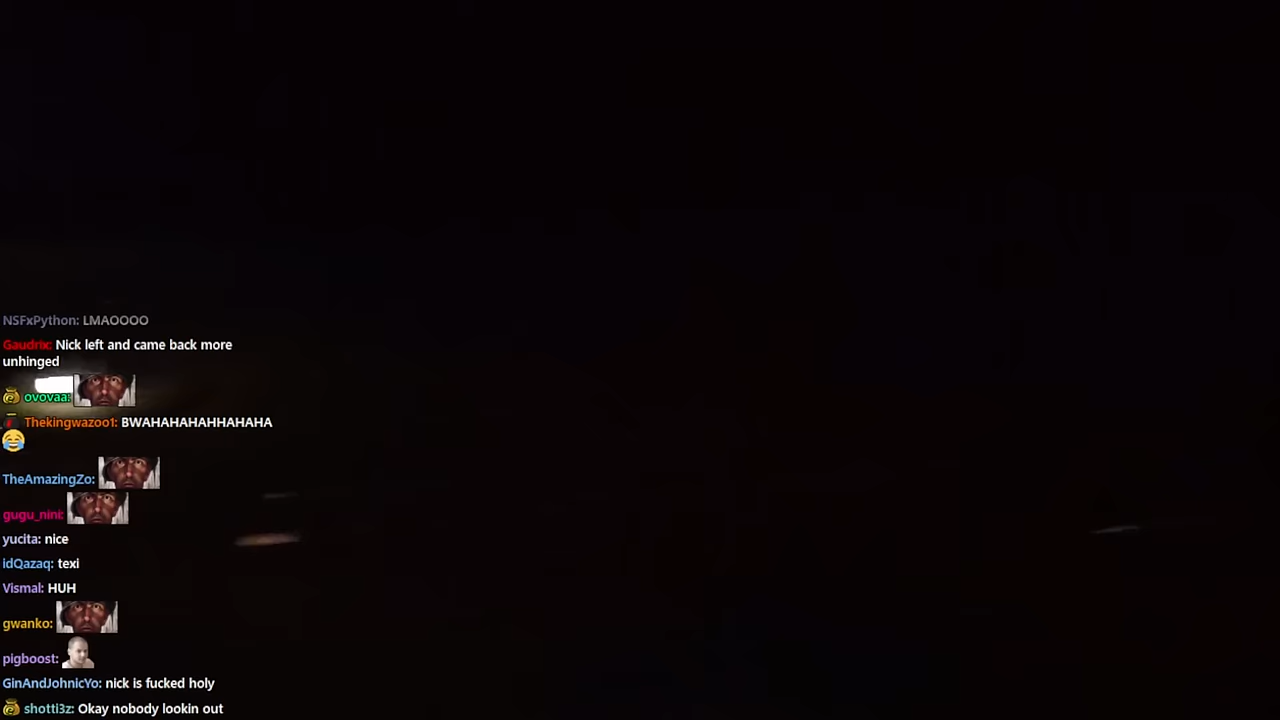 NSFxPython: LMAOOOO
Gaudrix: Nick left and came back more
unhinged
ovovaa:
Thekingwazoo1: BWAHAHAHAHHAHAHA
TheAmazingZo:
gugu_nini:
yucita: nice
idQazaq: texi
Vismal: HUH
gwanko:
pigboost:
GinAndJohnicYo: nick is fucked holy
shotti3z: Okay nobody lookin out